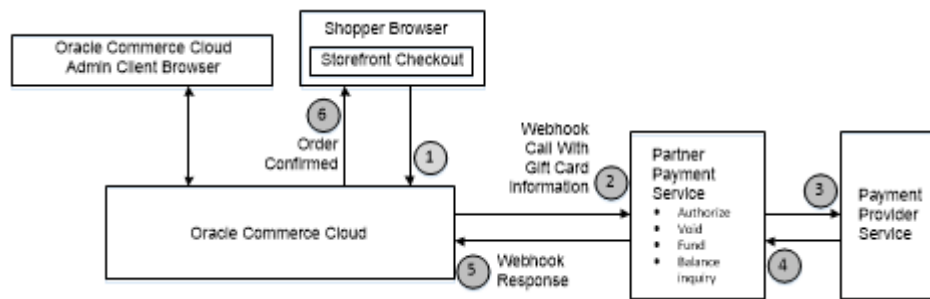 Oracle Commerce Cloud
Admin Client Browser
Shopper Browser
Storefront Checkout
6
Order
Confirmed
1
Webhook
Call With
Gift Card
Information
2
Partner
Payment
Service
• Authorize
• Void
• Fund
• Balance
inquiry
3
Payment
Provider
Service
4
Oracle Commerce Cloud
5
Webhook
Response